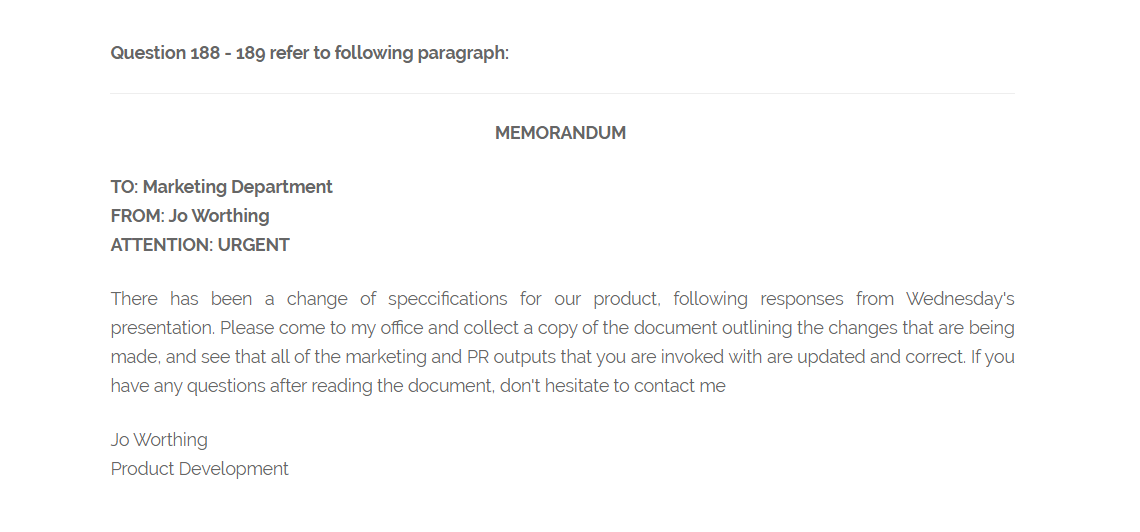 Question 188 - 189 refer to following paragraph:
MEMORANDUM
TO: Marketing Department
FROM: Jo Worthing
ATTENTION: URGENT
There has been a change of speccifications for our product, following responses from Wednesday's
presentation. Please come to my office and collect a copy of the document outlining the changes that are being
made, and see that all of the marketing and PR outputs that you are invoked with are updated and correct. If you
have any questions after reading the document, don't hesitate to contact me
Jo Worthing
Product Development